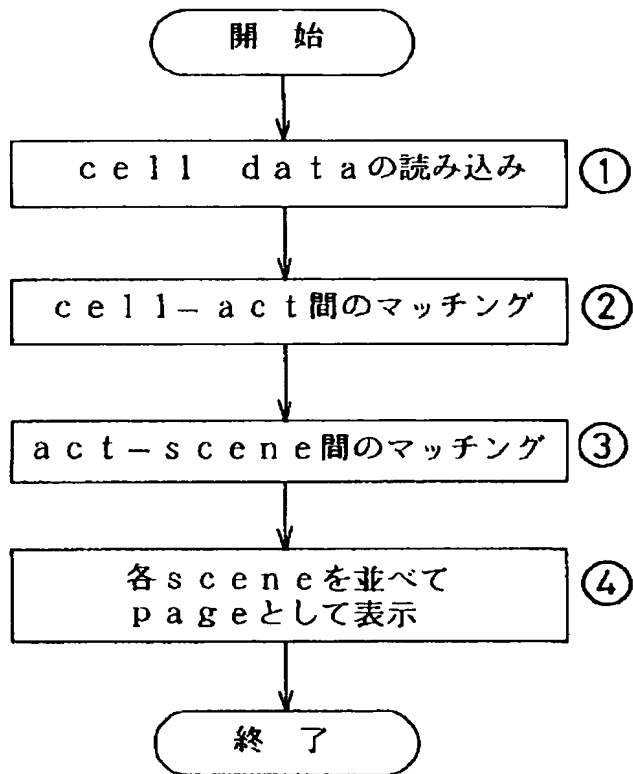 開 始
cell dataの読み込み ①
cell−act間のマッチング ②
act−scene間のマッチング ③
各sceneを並べて ④
pageとして表示
終 了